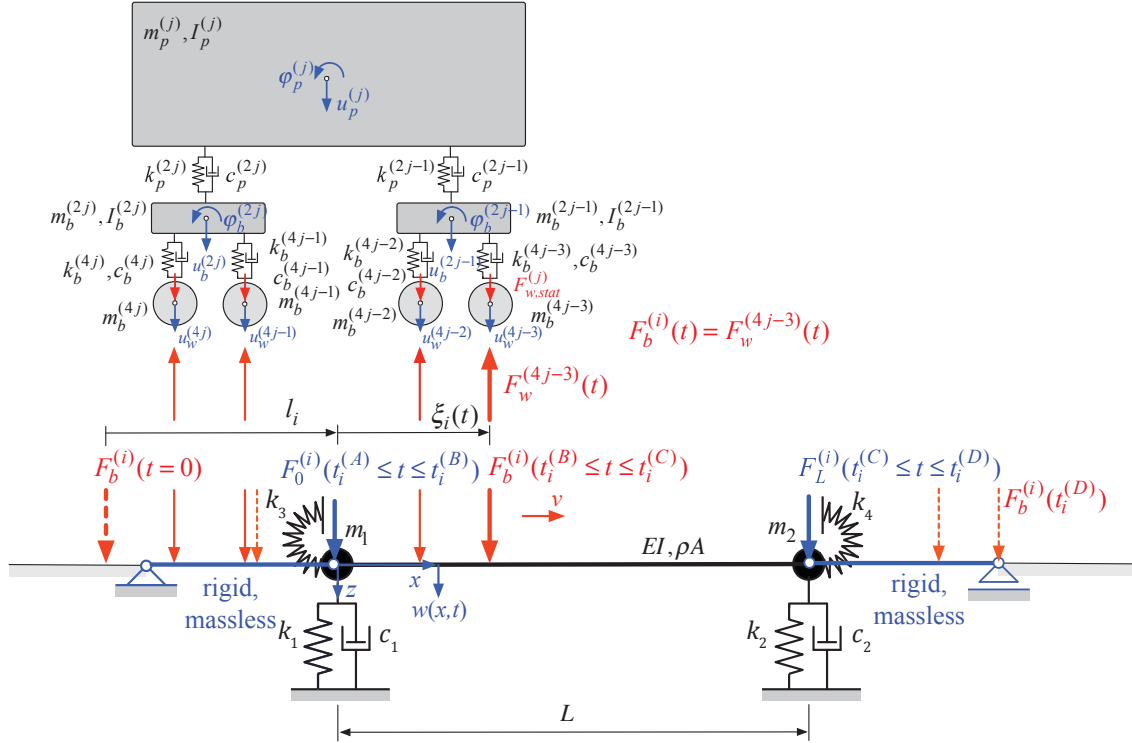 m_p^{(j)}, I_p^{(j)}
φ_p^{(j)}
u_p^{(j)}
k_p^{(2j)} c_p^{(2j)} k_p^{(2j−1)} c_p^{(2j−1)}
m_b^{(2j)}, I_b^{(2j)} φ_b^{(2j)} φ_b^{(2j−1)} m_b^{(2j−1)}, I_b^{(2j−1)}
k_b^{(4j)}, c_b^{(4j)} u_b^{(2j)} k_b^{(4j−1)} k_b^{(4j−2)} u_b^{(2j−1)} k_b^{(4j−3)}, c_b^{(4j−3)}
c_b^{(4j−1)} c_b^{(4j−2)} F_{w,stat}^{(j)}
m_b^{(4j)} m_b^{(4j−1)} m_b^{(4j−2)} m_b^{(4j−3)}
u_w^{(4j)} u_w^{(4j−1)} u_w^{(4j−2)} u_w^{(4j−3)}
F_b^{(i)}(t) = F_w^{(4j−3)}(t)
F_w^{(4j−3)}(t)
l_i ξ_i(t)
F_b^{(i)}(t=0) F_0^{(i)}(t_i^{(A)} ≤ t ≤ t_i^{(B)}) F_b^{(i)}(t_i^{(B)} ≤ t ≤ t_i^{(C)}) F_L^{(i)}(t_i^{(C)} ≤ t ≤ t_i^{(D)}) F_b^{(i)}(t_i^{(D)})
k_3 v k_4
m_1 m_2
EI, ρA
rigid, x rigid,
massless z w(x,t) massless
k_1 c_1 k_2 c_2
L